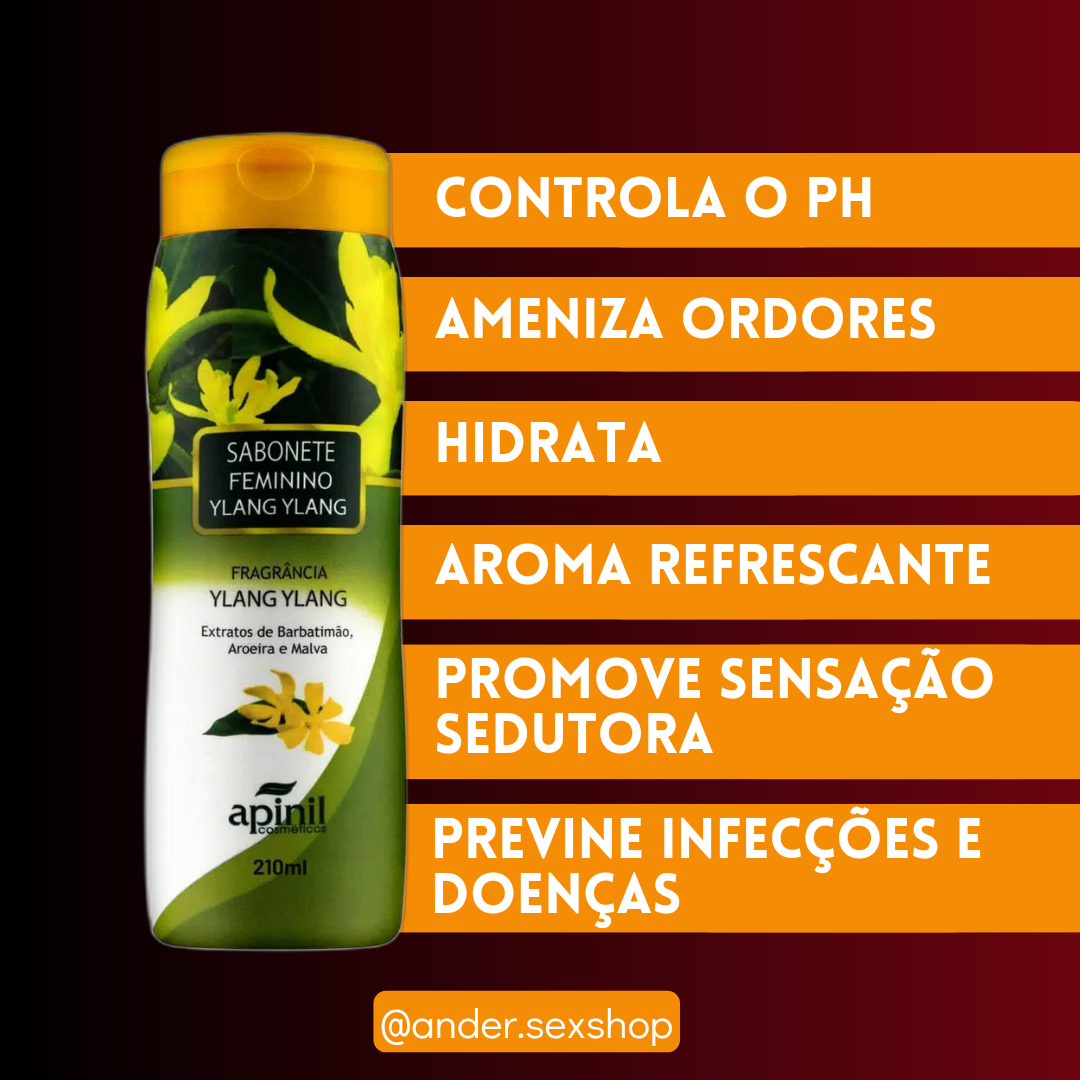 CONTROLA O PH
AMENIZA ORDORES
HIDRATA
AROMA REFRESCANTE
PROMOVE SENSAÇÃO
SEDUTORA
PREVINE INFECÇÕES E
DOENÇAS
SABONETE
FEMININO
YLANG YLANG
FRAGRÂNCIA
YLANG YLANG
Extratos de Barbatimão,
Aroeira e Malva
apinil
cosméticos
210ml
@ander.sexshop